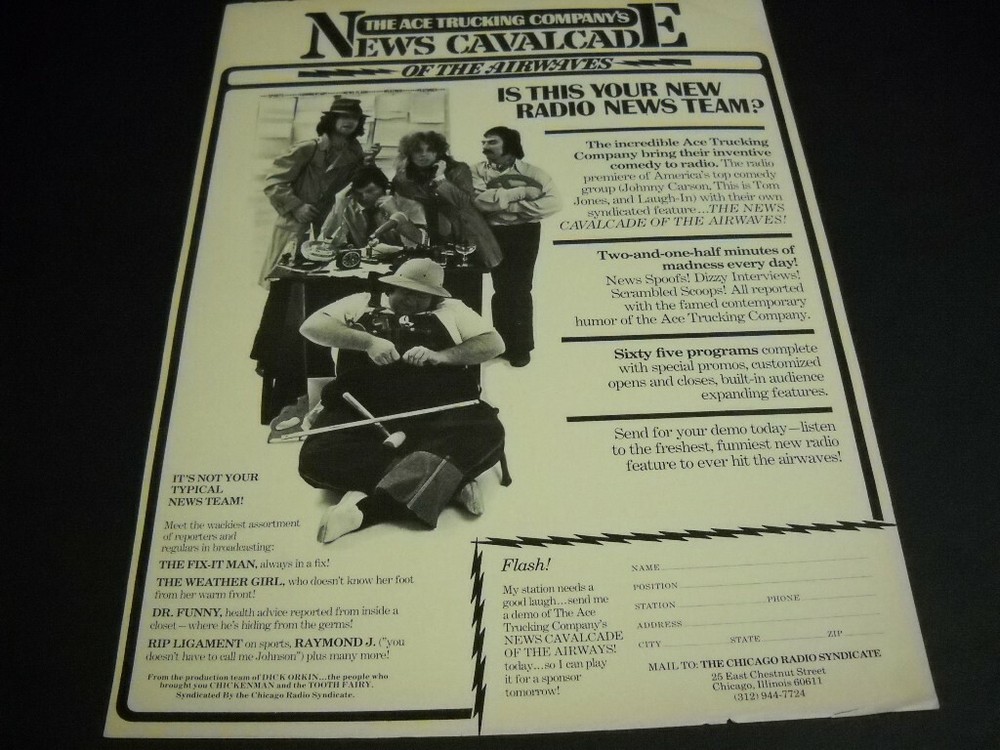 THE ACE TRUCKING COMPANY'S
NEWS CAVALCADE
OF THE AIRWAVES
IS THIS YOUR NEW
RADIO NEWS TEAM?
The incredible Ace Trucking
Company bring their inventive
comedy to radio. The radio
premiere of America's top comedy
group (Johnny Carson, This is Tom
Jones, and Laugh-In) with their own
syndicated feature...THE NEWS
CAVALCADE OF THE AIRWAVES!
Two-and-one-half minutes of
madness every day!
News Spoofs! Dizzy Interviews!
Scrambled Scoops! All reported
with the famed contemporary
humor of the Ace Trucking Company.
Sixty five programs complete
with special promos, customized
opens and closes, built-in audience
expanding features.
Send for your demo today—listen
to the freshest, funniest new radio
feature to ever hit the airwaves!
IT'S NOT YOUR
TYPICAL
NEWS TEAM!
Meet the wackiest assortment
of reporters and
regulars in broadcasting:
THE FIX-IT MAN, always in a fix!
THE WEATHER GIRL, who doesn't know her foot
from her warm front!
DR. FUNNY, health advice reported from inside a
closet—where he's hiding from the germs!
RIP LIGAMENT on sports, RAYMOND J. ("you
doesn't have to call me Johnson") plus many more!
From the production team of DICK ORKIN...the people who
brought you CHICKENMAN and the TOOTH FAIRY.
Syndicated By the Chicago Radio Syndicate.
Flash!
My station needs a
good laugh...send me
a demo of The Ace
Trucking Company's
NEWS CAVALCADE
OF THE AIRWAYS!
today...so I can play
it for a sponsor
tomorrow!
NAME
POSITION
STATION PHONE
ADDRESS
CITY STATE ZIP
MAIL TO: THE CHICAGO RADIO SYNDICATE
25 East Chestnut Street
Chicago, Illinois 60611
(312) 944-7724